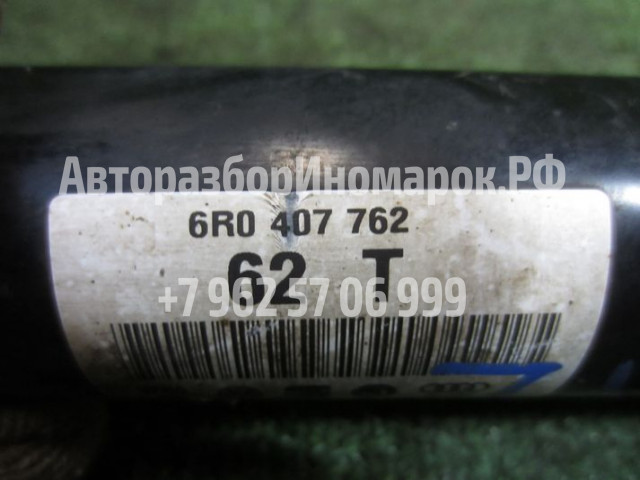 АвторазборИномарок.РФ
6R0 407 762
62 T
+7 962 57 06 999